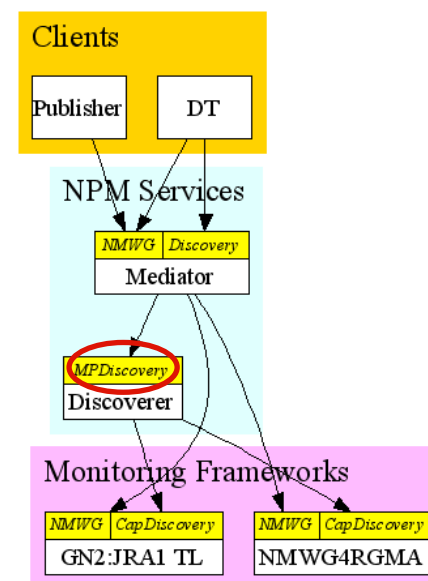 Clients
Publisher DT
NPM Services
NMWG Discovery
Mediator
MPDiscovery
Discoverer
Monitoring Frameworks
NMWG CapDiscovery NMWG CapDiscovery
GN2:JRA1 TL NMWG4RGMA